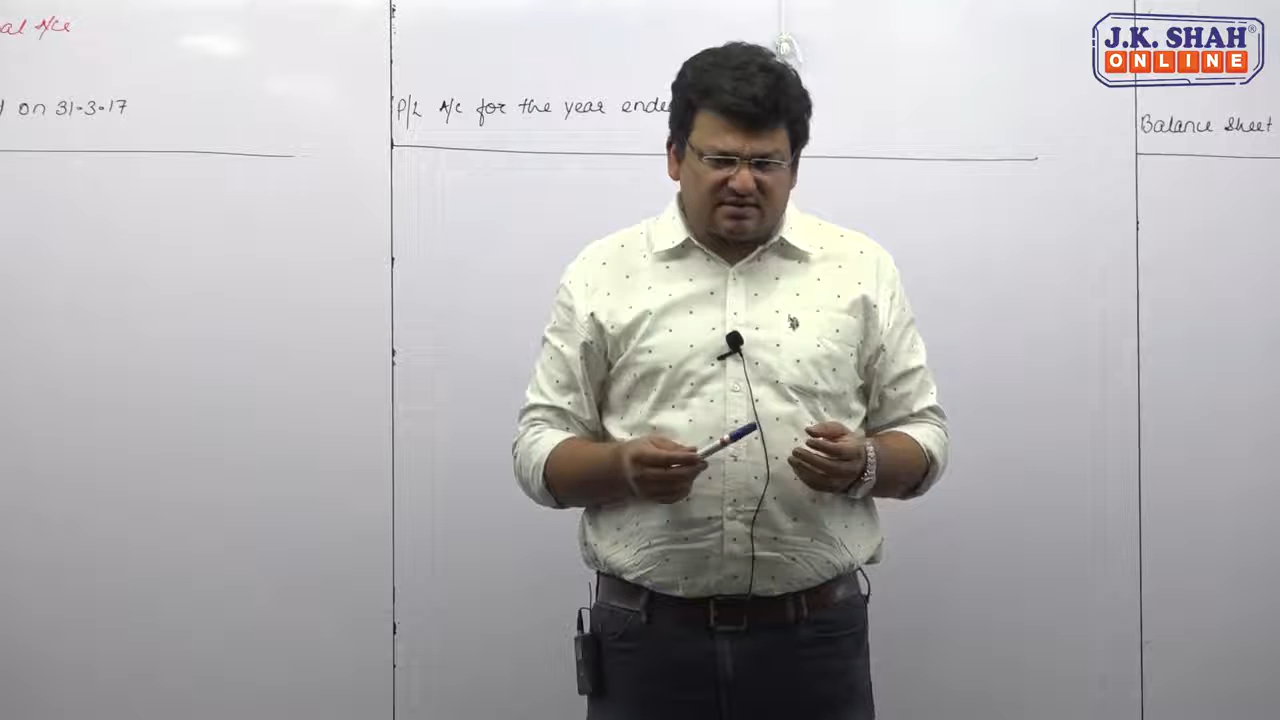 al A/c
on 31-3-17
P/L A/c for the year ende
Balance Sheet
J.K. SHAH®
ONLINE